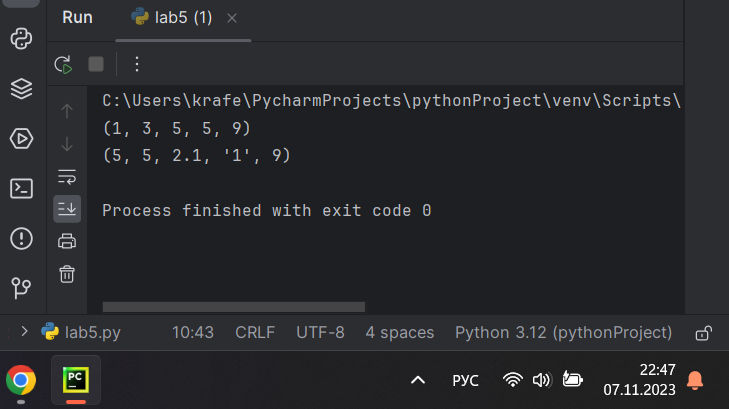 Run lab5 (1)
C:\Users\krafe\PycharmProjects\pythonProject\venv\Scripts\
(1, 3, 5, 5, 9)
(5, 5, 2.1, '1', 9)
Process finished with exit code 0
lab5.py 10:43 CRLF UTF-8 4 spaces Python 3.12 (pythonProject)
PC РУС 22:47
07.11.2023